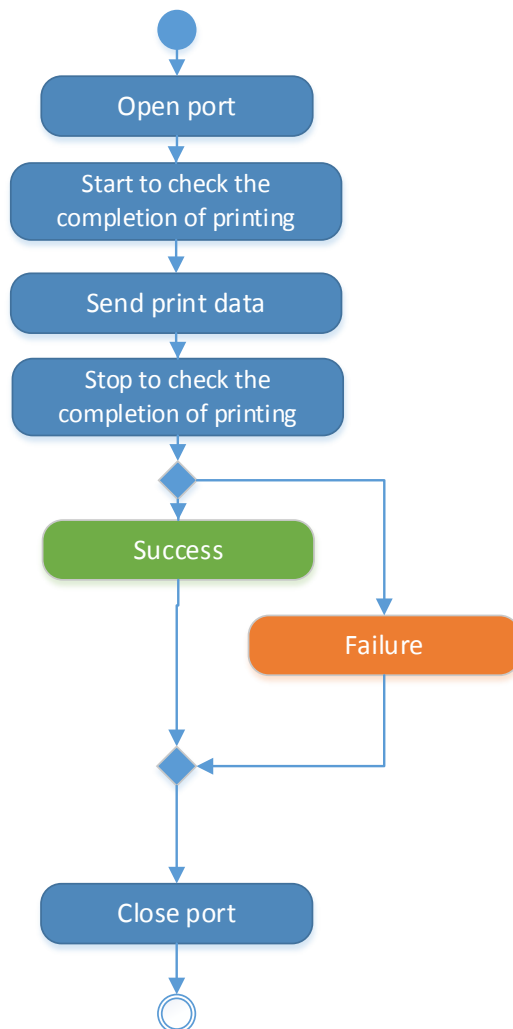 Open port
Start to check the
completion of printing
Send print data
Stop to check the
completion of printing
Success
Failure
Close port